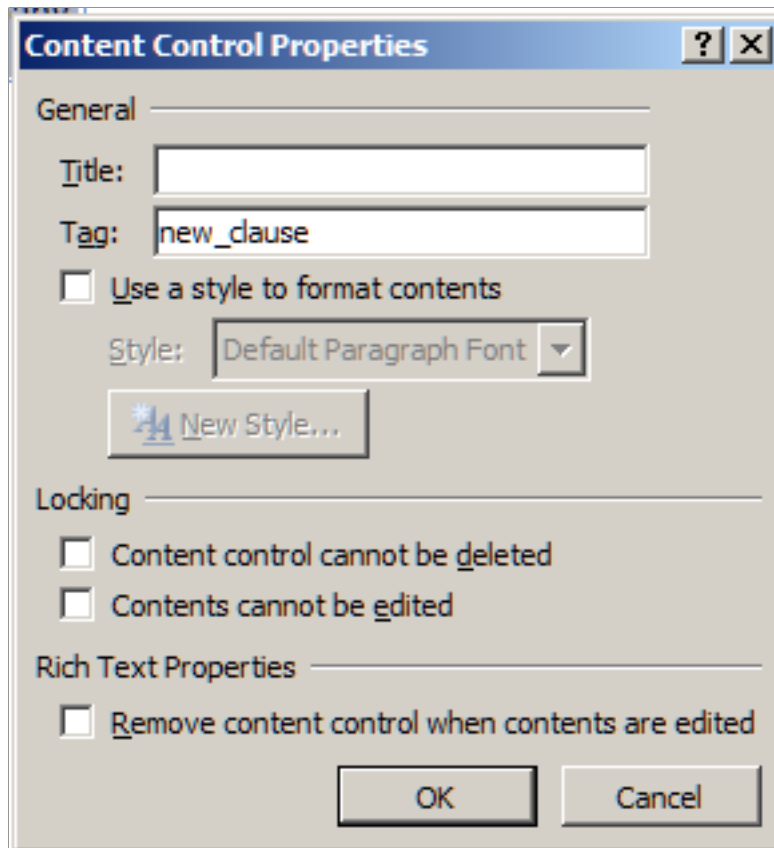 Content Control Properties
General
Title:
Tag: new_clause
Use a style to format contents
Style: Default Paragraph Font
New Style...
Locking
Content control cannot be deleted
Contents cannot be edited
Rich Text Properties
Remove content control when contents are edited
OK Cancel